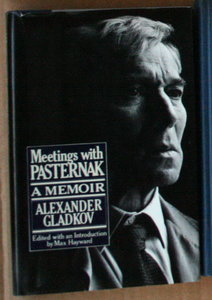 Meetings with
PASTERNAK
A MEMOIR
ALEXANDER
GLADKOV
Edited with an Introduction
by Max Hayward